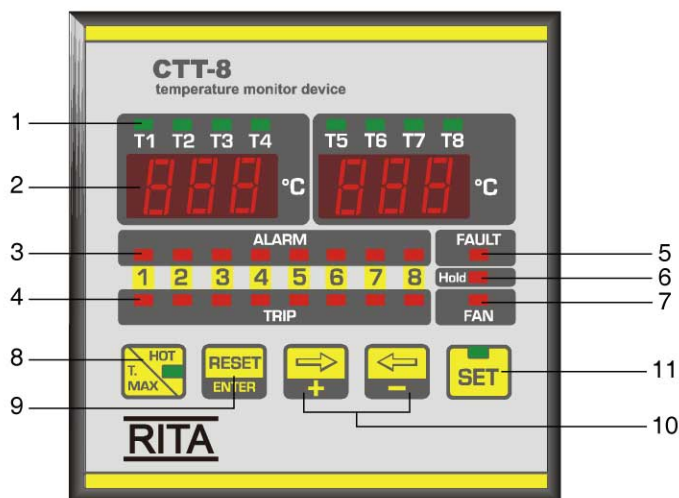 CTT-8
temperature monitor device
1
T1 T2 T3 T4 T5 T6 T7 T8
2
888 °C 888 °C
3
ALARM FAULT
5
1 2 3 4 5 6 7 8 Hold
6
4
TRIP FAN
7
8
HOT
T.
MAX
RESET
ENTER
+
-
SET
11
9
10
RITA